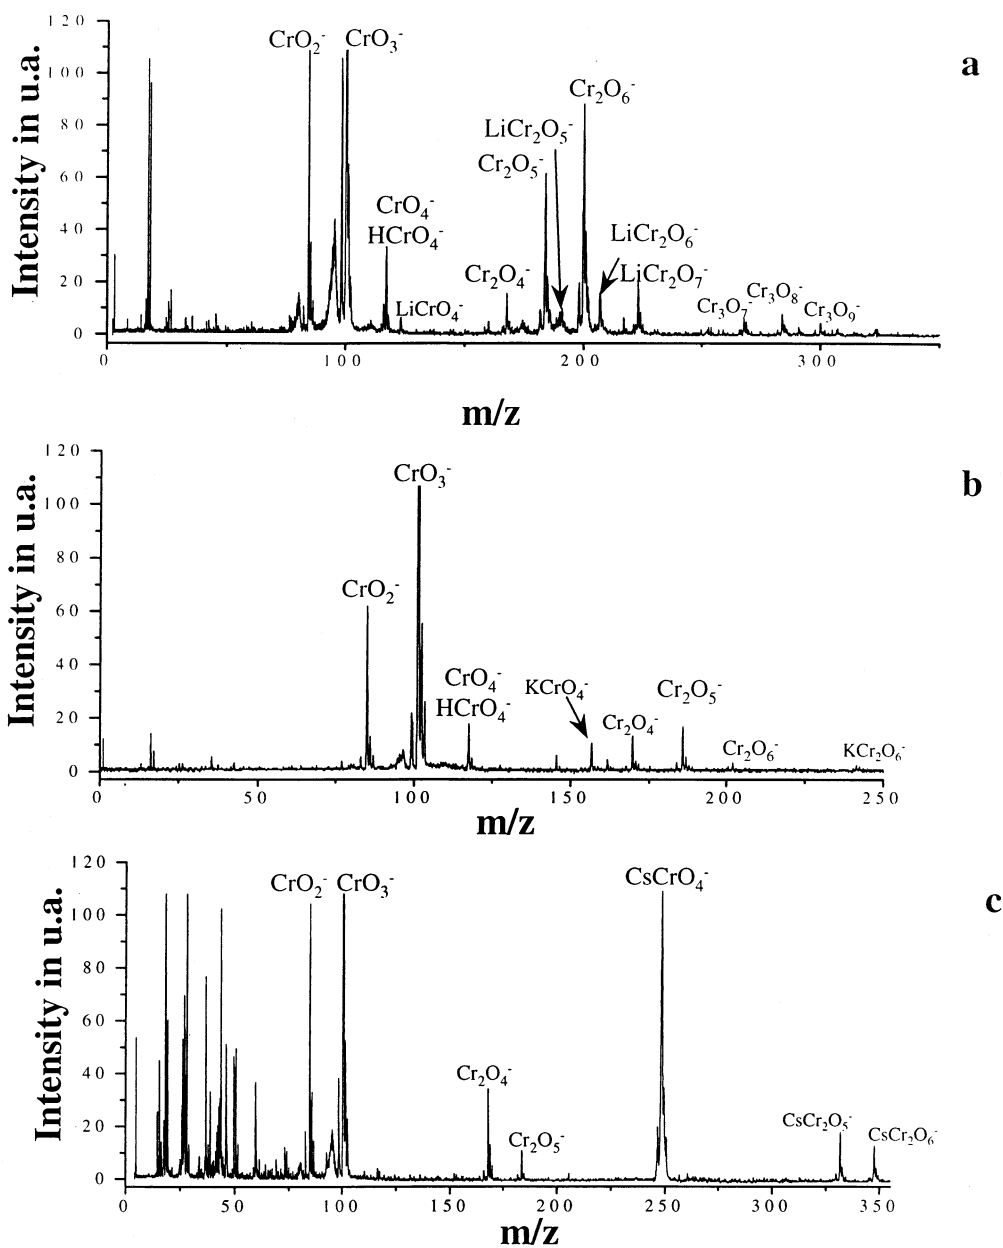 a
Intensity in u.a.
120
100
80
60
40
20
0
CrO₂⁻ CrO₃⁻
CrO₄⁻
HCrO₄⁻
LiCrO₄⁻
Cr₂O₄⁻
LiCr₂O₅⁻
Cr₂O₅⁻
Cr₂O₆⁻
LiCr₂O₆⁻
LiCr₂O₇⁻
Cr₃O₇⁻
Cr₃O₈⁻
Cr₃O₉⁻
0 100 200 300
m/z
b
Intensity in u.a.
120
100
80
60
40
20
0
CrO₂⁻
CrO₃⁻
CrO₄⁻
HCrO₄⁻
KCrO₄⁻
Cr₂O₄⁻
Cr₂O₅⁻
Cr₂O₆⁻
KCr₂O₆⁻
0 50 100 150 200 250
m/z
c
Intensity in u.a.
120
100
80
60
40
20
0
CrO₂⁻ CrO₃⁻
Cr₂O₄⁻
Cr₂O₅⁻
CsCrO₄⁻
CsCr₂O₅⁻
CsCr₂O₆⁻
0 50 100 150 200 250 300 350
m/z